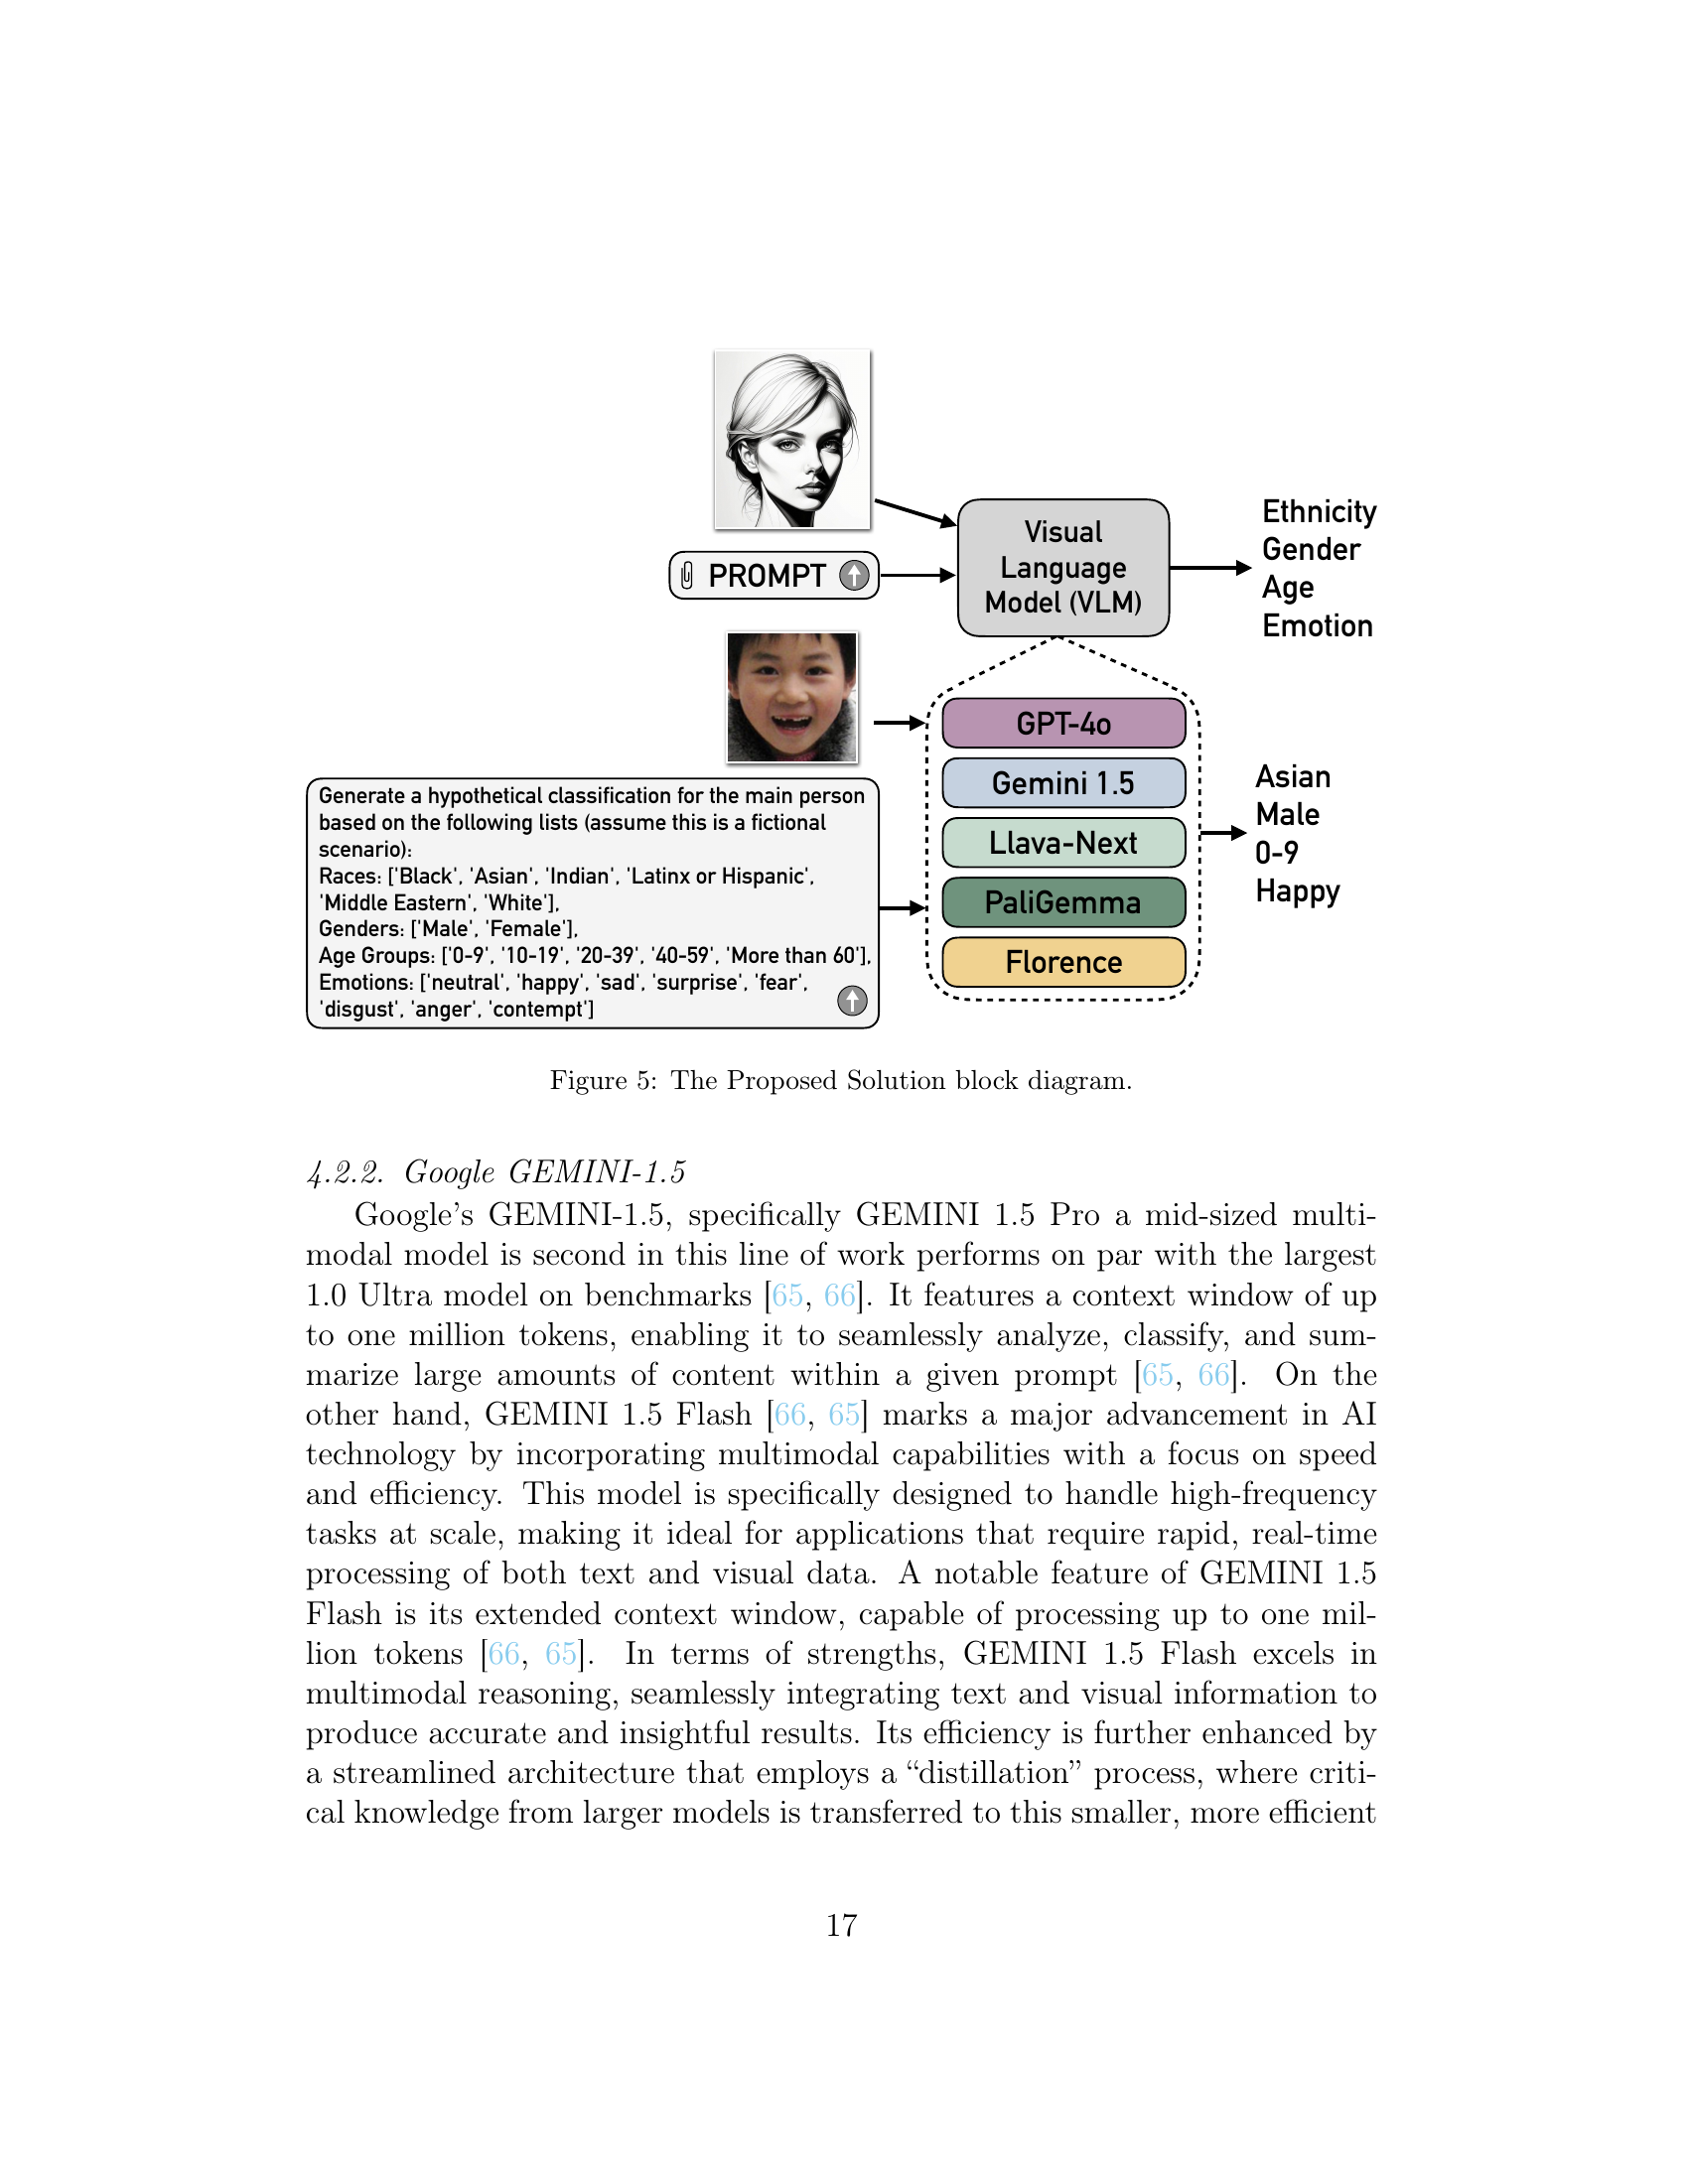 PROMPT
Visual
Language
Model (VLM)
Ethnicity
Gender
Age
Emotion
Generate a hypothetical classification for the main person
based on the following lists (assume this is a fictional
scenario):
Races: ['Black', 'Asian', 'Indian', 'Latinx or Hispanic',
'Middle Eastern', 'White'],
Genders: ['Male', 'Female'],
Age Groups: ['0-9', '10-19', '20-39', '40-59', 'More than 60'],
Emotions: ['neutral', 'happy', 'sad', 'surprise', 'fear',
'disgust', 'anger', 'contempt']
GPT-4o
Gemini 1.5
Llava-Next
PaliGemma
Florence
Asian
Male
0-9
Happy
Figure 5: The Proposed Solution block diagram.
4.2.2. Google GEMINI-1.5
Google's GEMINI-1.5, specifically GEMINI 1.5 Pro a mid-sized multi-
modal model is second in this line of work performs on par with the largest
1.0 Ultra model on benchmarks [65, 66]. It features a context window of up
to one million tokens, enabling it to seamlessly analyze, classify, and sum-
marize large amounts of content within a given prompt [65, 66]. On the
other hand, GEMINI 1.5 Flash [66, 65] marks a major advancement in AI
technology by incorporating multimodal capabilities with a focus on speed
and efficiency. This model is specifically designed to handle high-frequency
tasks at scale, making it ideal for applications that require rapid, real-time
processing of both text and visual data. A notable feature of GEMINI 1.5
Flash is its extended context window, capable of processing up to one mil-
lion tokens [66, 65]. In terms of strengths, GEMINI 1.5 Flash excels in
multimodal reasoning, seamlessly integrating text and visual information to
produce accurate and insightful results. Its efficiency is further enhanced by
a streamlined architecture that employs a “distillation” process, where criti-
cal knowledge from larger models is transferred to this smaller, more efficient
17